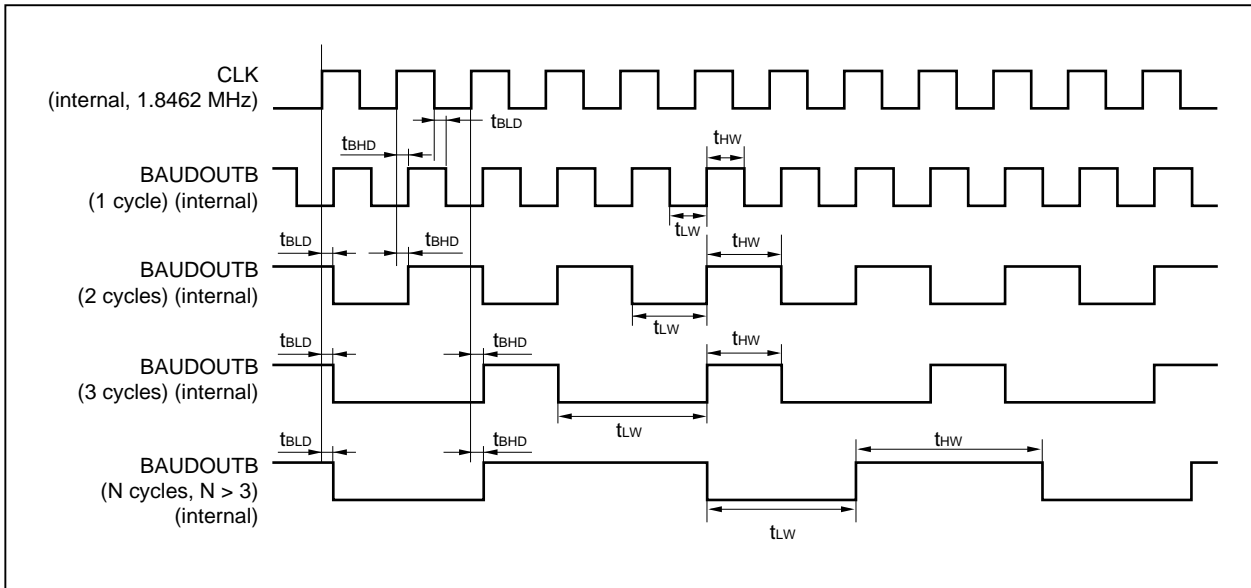 CLK
(internal, 1.8462 MHz)
tBLD
tBHD
tHW
BAUDOUTB
(1 cycle) (internal)
tLW
tBLD
tBHD
tHW
BAUDOUTB
(2 cycles) (internal)
tLW
tBLD
tBHD
tHW
BAUDOUTB
(3 cycles) (internal)
tLW
tBLD
tBHD
tHW
BAUDOUTB
(N cycles, N > 3)
(internal)
tLW